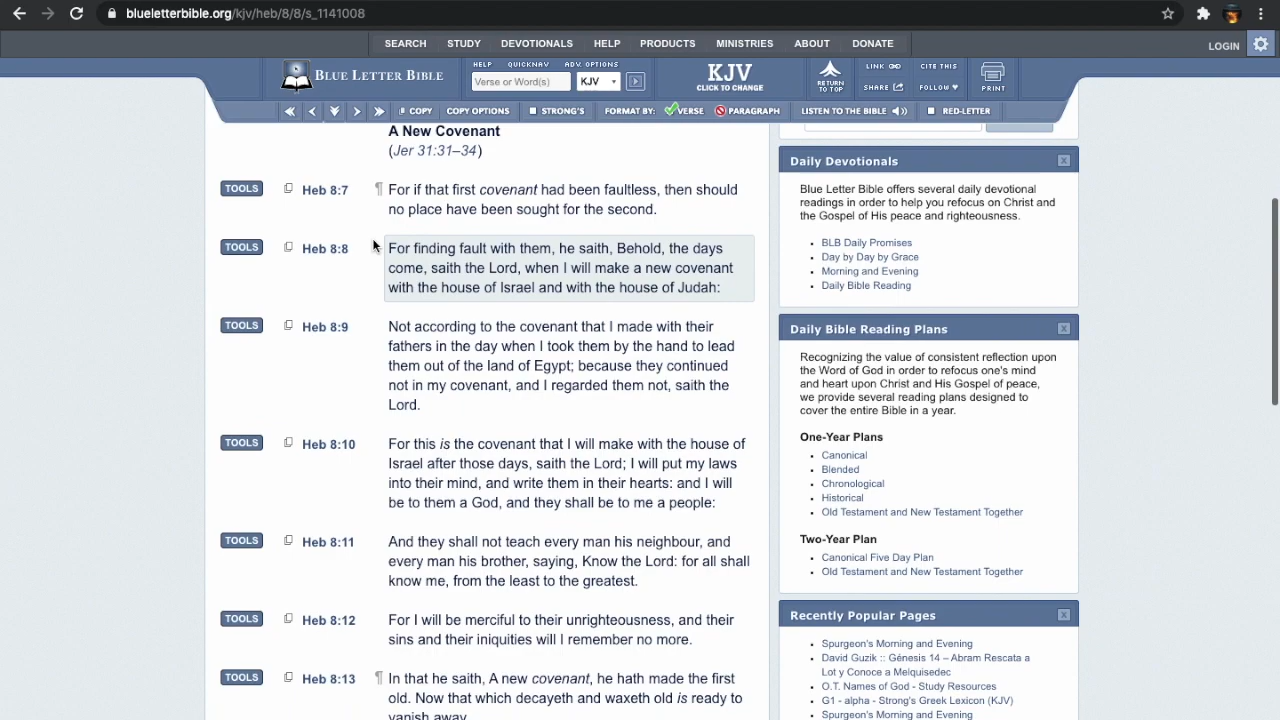 blueletterbible.org/kjv/heb/8/8/s_1141008
SEARCH STUDY DEVOTIONALS HELP PRODUCTS MINISTRIES ABOUT DONATE
LOGIN
BLUE LETTER BIBLE
HELP QUICKNAV ADV. OPTIONS
Verse or Word(s)
KJV
KJV
CLICK TO CHANGE
RETURN
TO TOP
LINK
SHARE
CITE THIS
FOLLOW
PRINT
COPY COPY OPTIONS STRONG'S FORMAT BY: VERSE PARAGRAPH LISTEN TO THE BIBLE RED-LETTER
A New Covenant
(Jer 31:31–34)
TOOLS Heb 8:7 ¶ For if that first covenant had been faultless, then should
no place have been sought for the second.
TOOLS Heb 8:8 For finding fault with them, he saith, Behold, the days
come, saith the Lord, when I will make a new covenant
with the house of Israel and with the house of Judah:
TOOLS Heb 8:9 Not according to the covenant that I made with their
fathers in the day when I took them by the hand to lead
them out of the land of Egypt; because they continued
not in my covenant, and I regarded them not, saith the
Lord.
TOOLS Heb 8:10 For this is the covenant that I will make with the house of
Israel after those days, saith the Lord; I will put my laws
into their mind, and write them in their hearts: and I will
be to them a God, and they shall be to me a people:
TOOLS Heb 8:11 And they shall not teach every man his neighbour, and
every man his brother, saying, Know the Lord: for all shall
know me, from the least to the greatest.
TOOLS Heb 8:12 For I will be merciful to their unrighteousness, and their
sins and their iniquities will I remember no more.
TOOLS Heb 8:13 ¶ In that he saith, A new covenant, he hath made the first
old. Now that which decayeth and waxeth old is ready to
vanish away.
Daily Devotionals
Blue Letter Bible offers several daily devotional
readings in order to help you refocus on Christ and
the Gospel of His peace and righteousness.
BLB Daily Promises
Day by Day by Grace
Morning and Evening
Daily Bible Reading
Daily Bible Reading Plans
Recognizing the value of consistent reflection upon
the Word of God in order to refocus one's mind
and heart upon Christ and His Gospel of peace,
we provide several reading plans designed to
cover the entire Bible in a year.
One-Year Plans
Canonical
Blended
Chronological
Historical
Old Testament and New Testament Together
Two-Year Plan
Canonical Five Day Plan
Old Testament and New Testament Together
Recently Popular Pages
Spurgeon's Morning and Evening
David Guzik :: Génesis 14 – Abram Rescata a
Lot y Conoce a Melquisedec
O.T. Names of God - Study Resources
G1 - alpha - Strong's Greek Lexicon (KJV)
Spurgeon's Morning and Evening